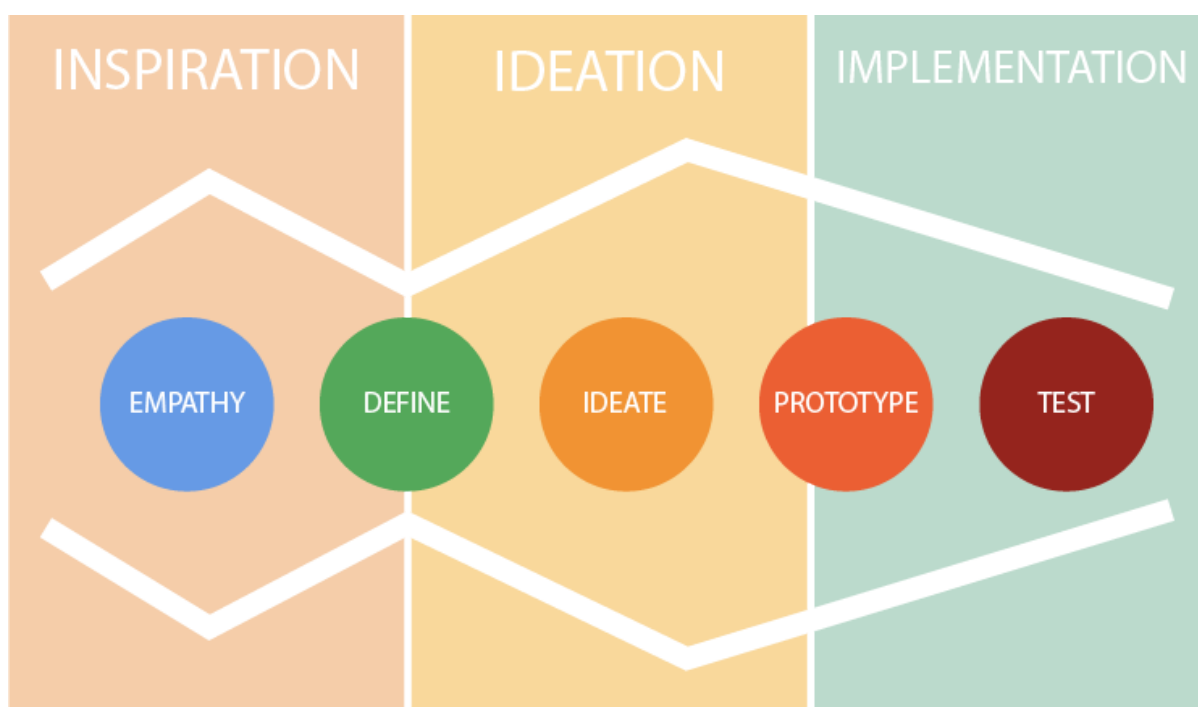 INSPIRATION
IDEATION
IMPLEMENTATION
EMPATHY
DEFINE
IDEATE
PROTOTYPE
TEST